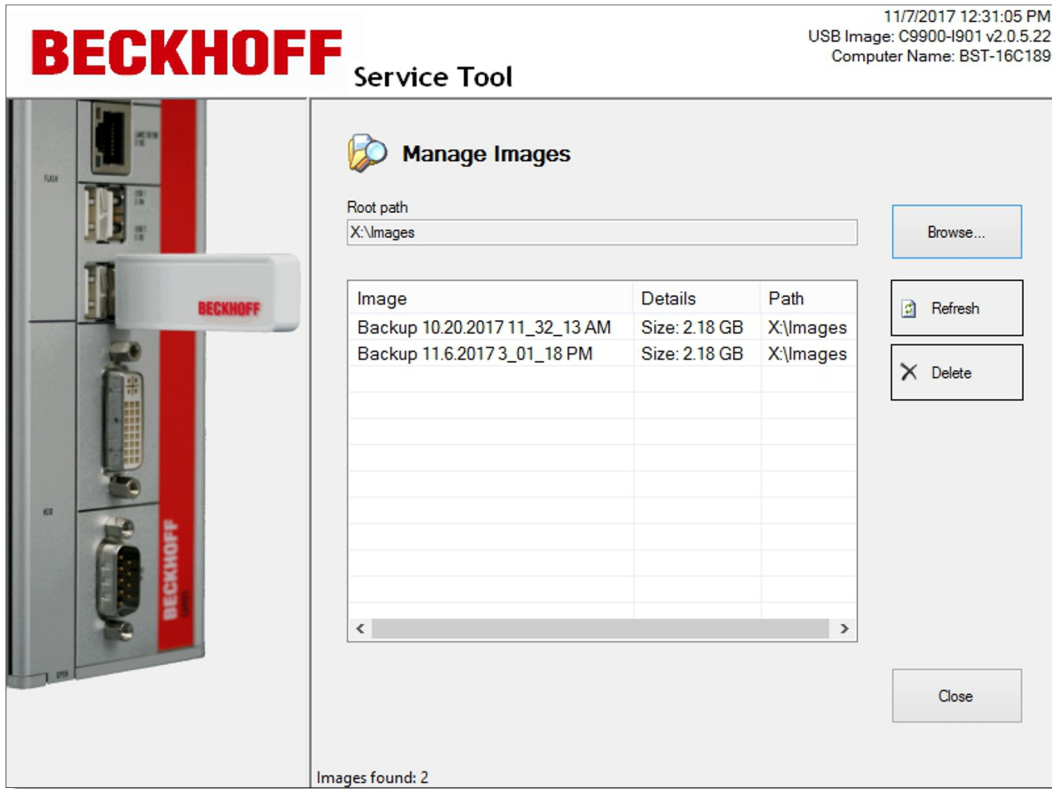 BECKHOFF
Service Tool
11/7/2017 12:31:05 PM
USB Image: C9900-I901 v2.0.5.22
Computer Name: BST-16C189
FLASH
BECKHOFF
HDD
BECKHOFF
OPEN
Manage Images
Root path
X:\Images
Browse...
Image Details Path
Backup 10.20.2017 11_32_13 AM Size: 2.18 GB X:\Images
Backup 11.6.2017 3_01_18 PM Size: 2.18 GB X:\Images
Refresh
Delete
Close
Images found: 2